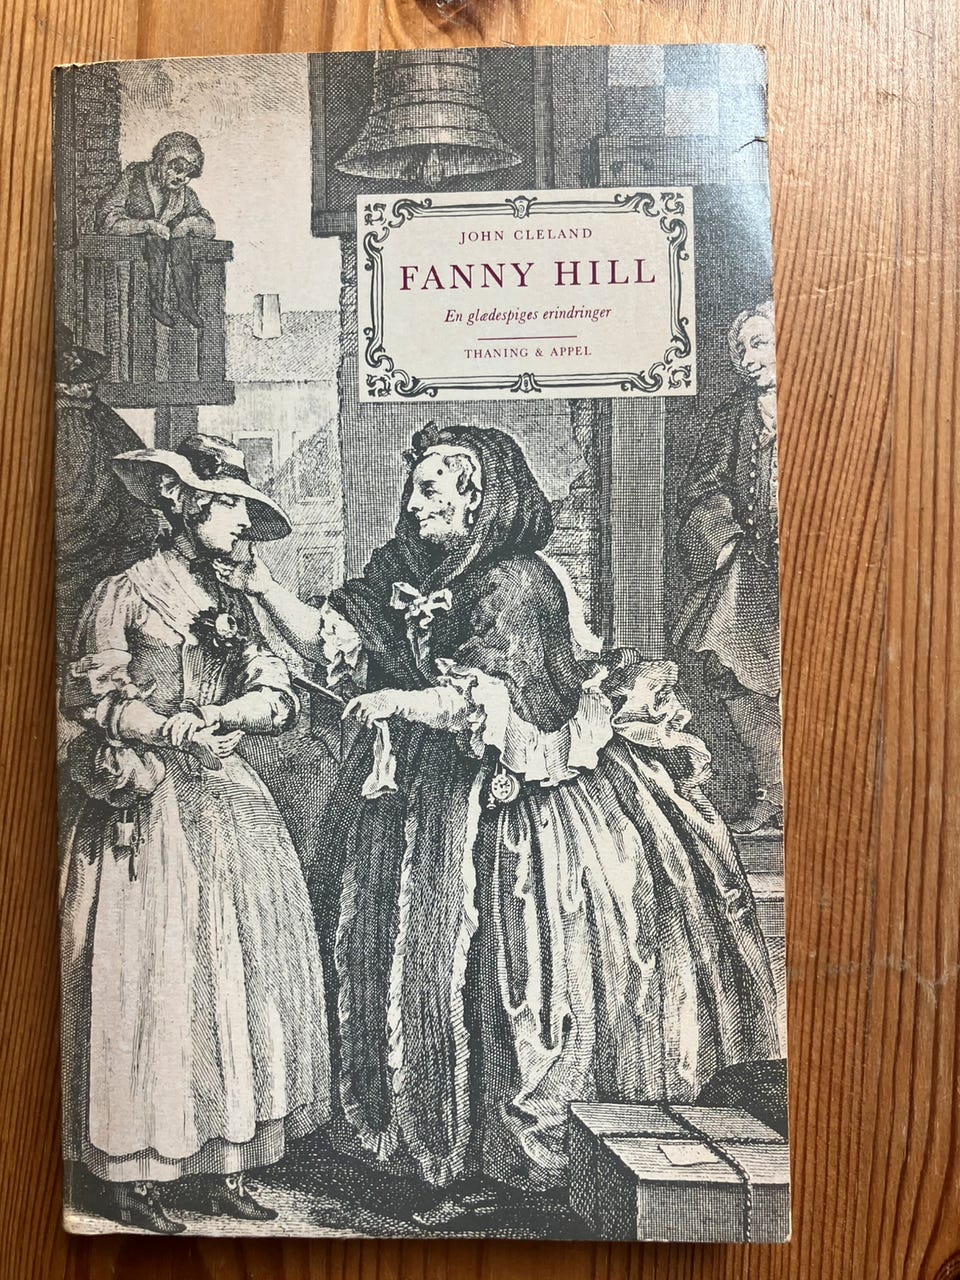 JOHN CLELAND
FANNY HILL
En glædespiges erindringer
THANING & APPEL